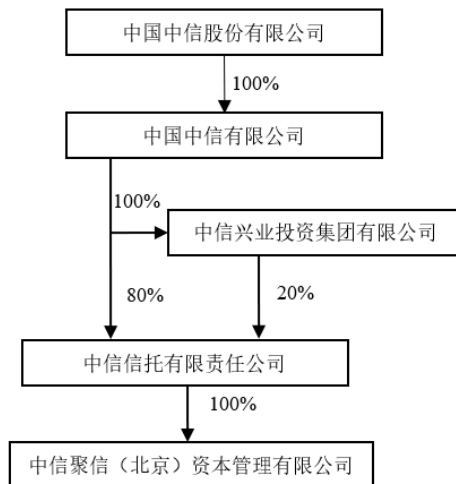 中国中信股份有限公司
100%
中国中信有限公司
100%
中信兴业投资集团有限公司
80%
20%
中信信托有限责任公司
100%
中信聚信（北京）资本管理有限公司